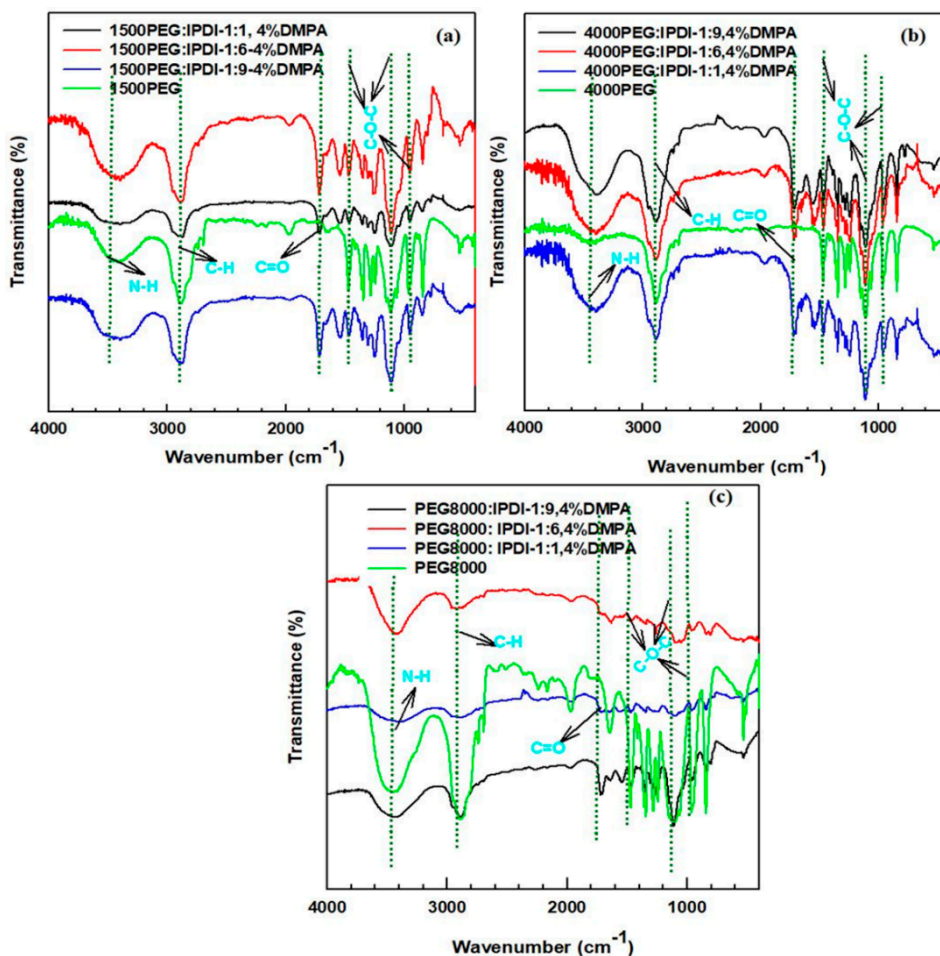 (a)
1500PEG:IPDI-1:1, 4%DMPA
1500PEG:IPDI-1:6-4%DMPA
1500PEG:IPDI-1:9-4%DMPA
1500PEG
C-O-C
C-H
C=O
N-H
Transmittance (%)
4000 3000 2000 1000
Wavenumber (cm-1)
(b)
4000PEG:IPDI-1:9,4%DMPA
4000PEG:IPDI-1:6,4%DMPA
4000PEG:IPDI-1:1,4%DMPA
4000PEG
C-O-C
C-H
C=O
N-H
Transmittance (%)
4000 3000 2000 1000
Wavenumber (cm-1)
(c)
PEG8000:IPDI-1:9,4%DMPA
PEG8000: IPDI-1:6,4%DMPA
PEG8000: IPDI-1:1,4%DMPA
PEG8000
C-H
C-O-C
N-H
C=O
Transmittance (%)
4000 3000 2000 1000
Wavenumber (cm-1)